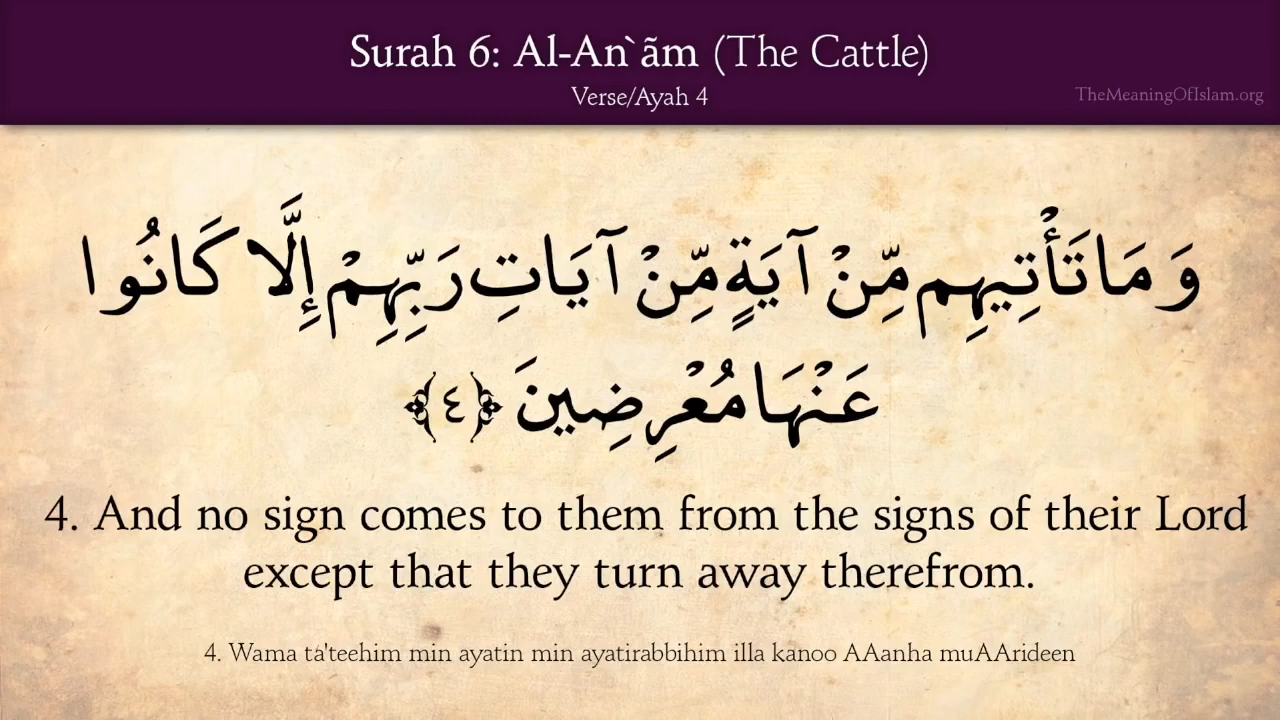 Surah 6: Al-An`ãm (The Cattle)
Verse/Ayah 4
TheMeaningOfIslam.org
وَمَا تَأْتِيهِم مِّنْ آيَةٍ مِّنْ آيَاتِ رَبِّهِمْ إِلَّا كَانُوا
عَنْهَا مُعْرِضِينَ ﴿٤﴾
4. And no sign comes to them from the signs of their Lord
except that they turn away therefrom.
4. Wama ta'teehim min ayatin min ayatirabbihim illa kanoo AAanha muAArideen